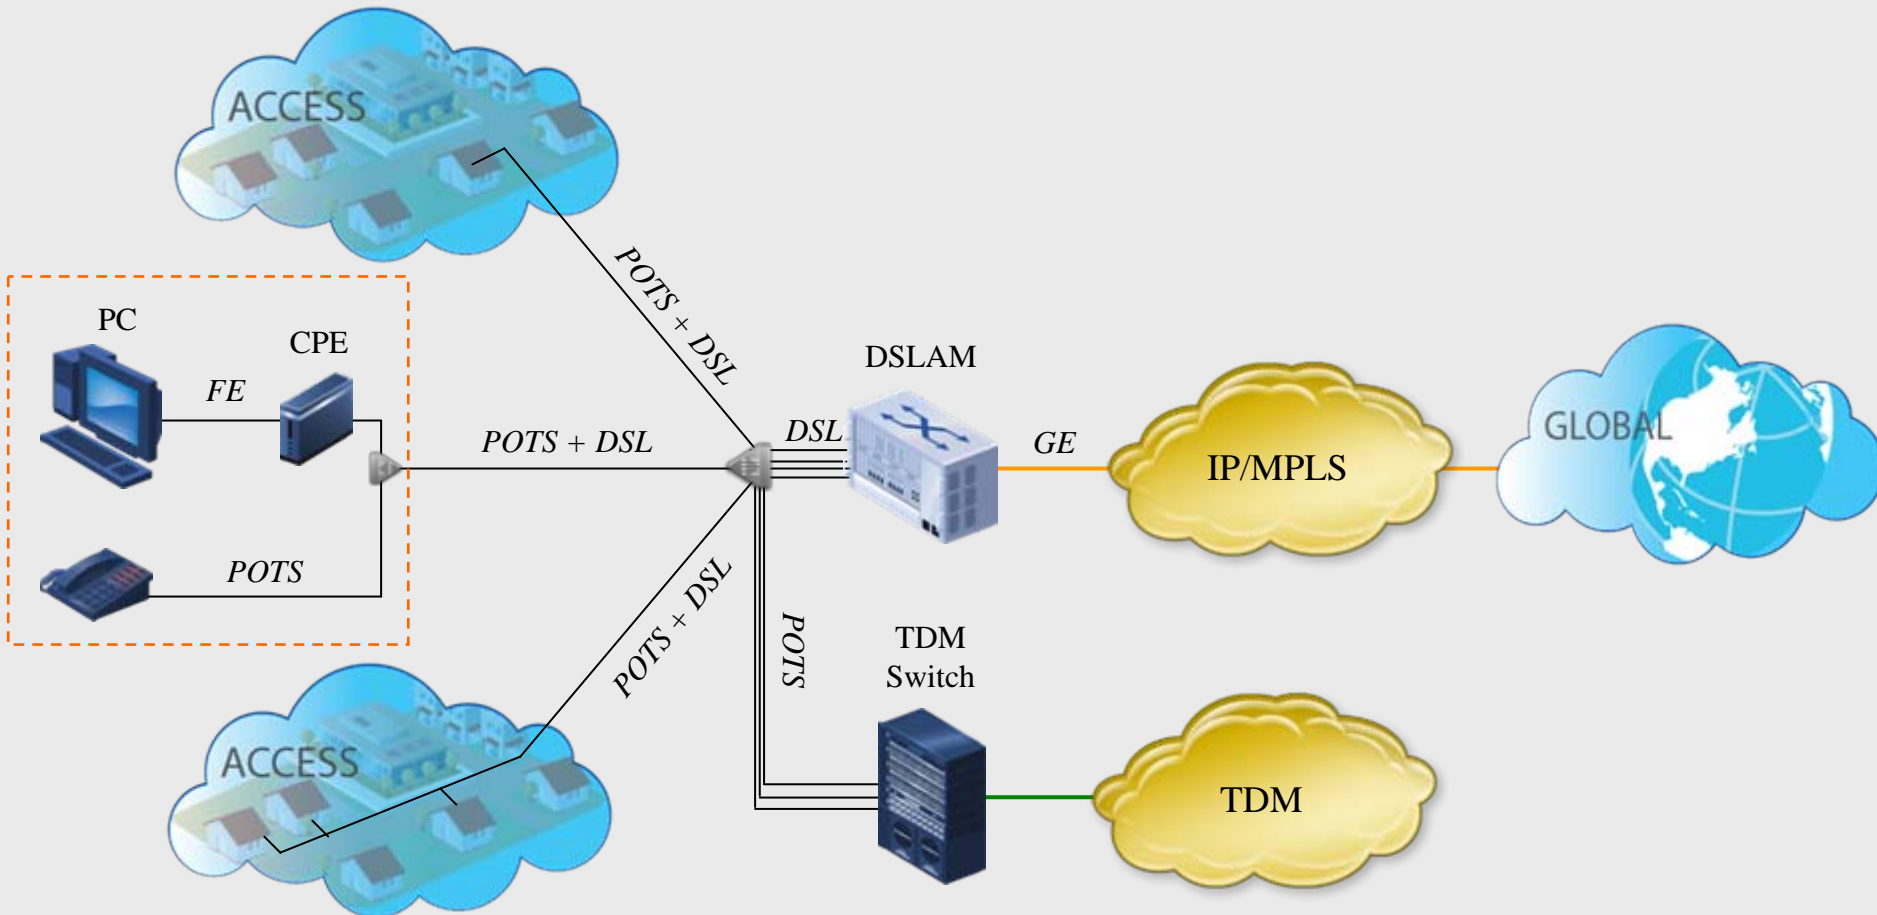 ACCESS
POTS + DSL
PC
CPE
FE
POTS + DSL
POTS
DSL
DSLAM
GE
IP/MPLS
GLOBAL
POTS + DSL
POTS
TDM
Switch
ACCESS
TDM